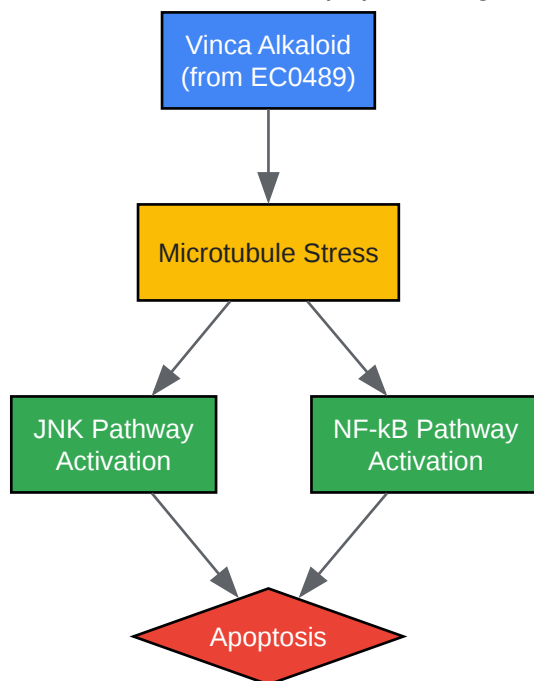 Vinca Alkaloid
(from EC0489)
Microtubule Stress
JNK Pathway
Activation
NF-kB Pathway
Activation
Apoptosis